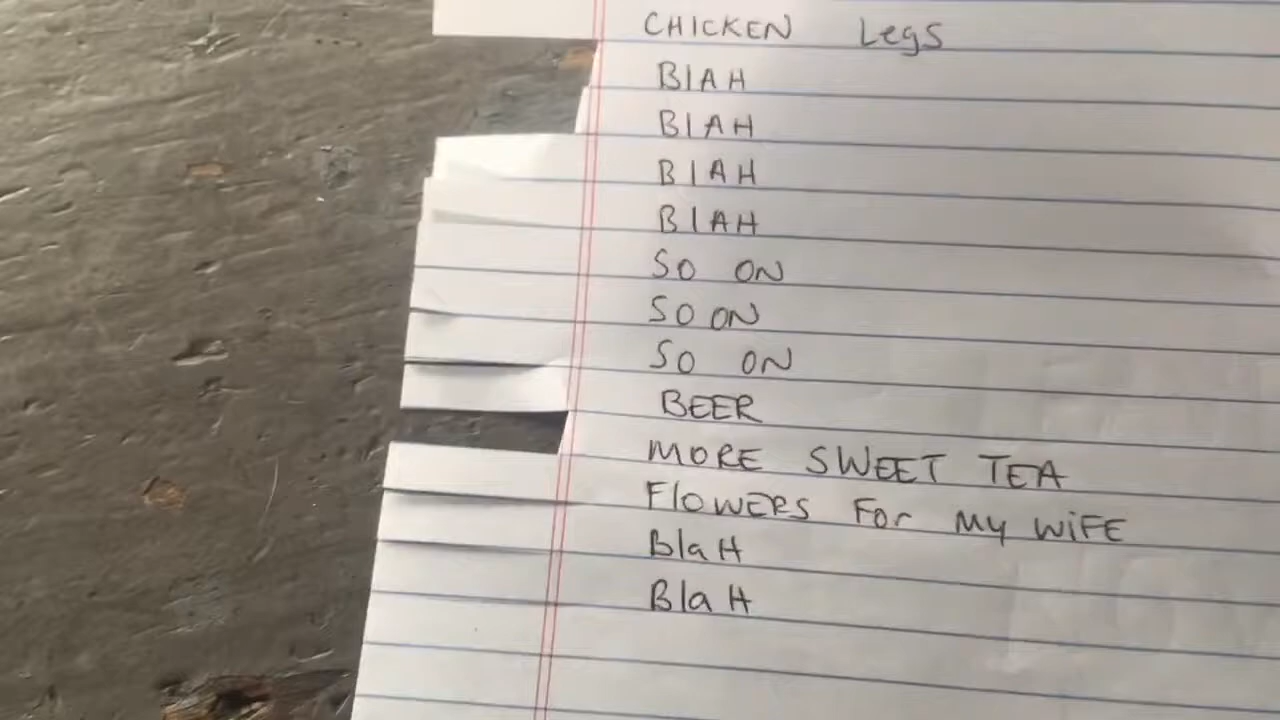 CHICKEN LegS
BlAH
BlAH
BlAH
BlAH
SO ON
SO ON
SO ON
BEER
MORE SWEET TEA
FlOWERS FOr MY WiFE
BlaH
BlaH